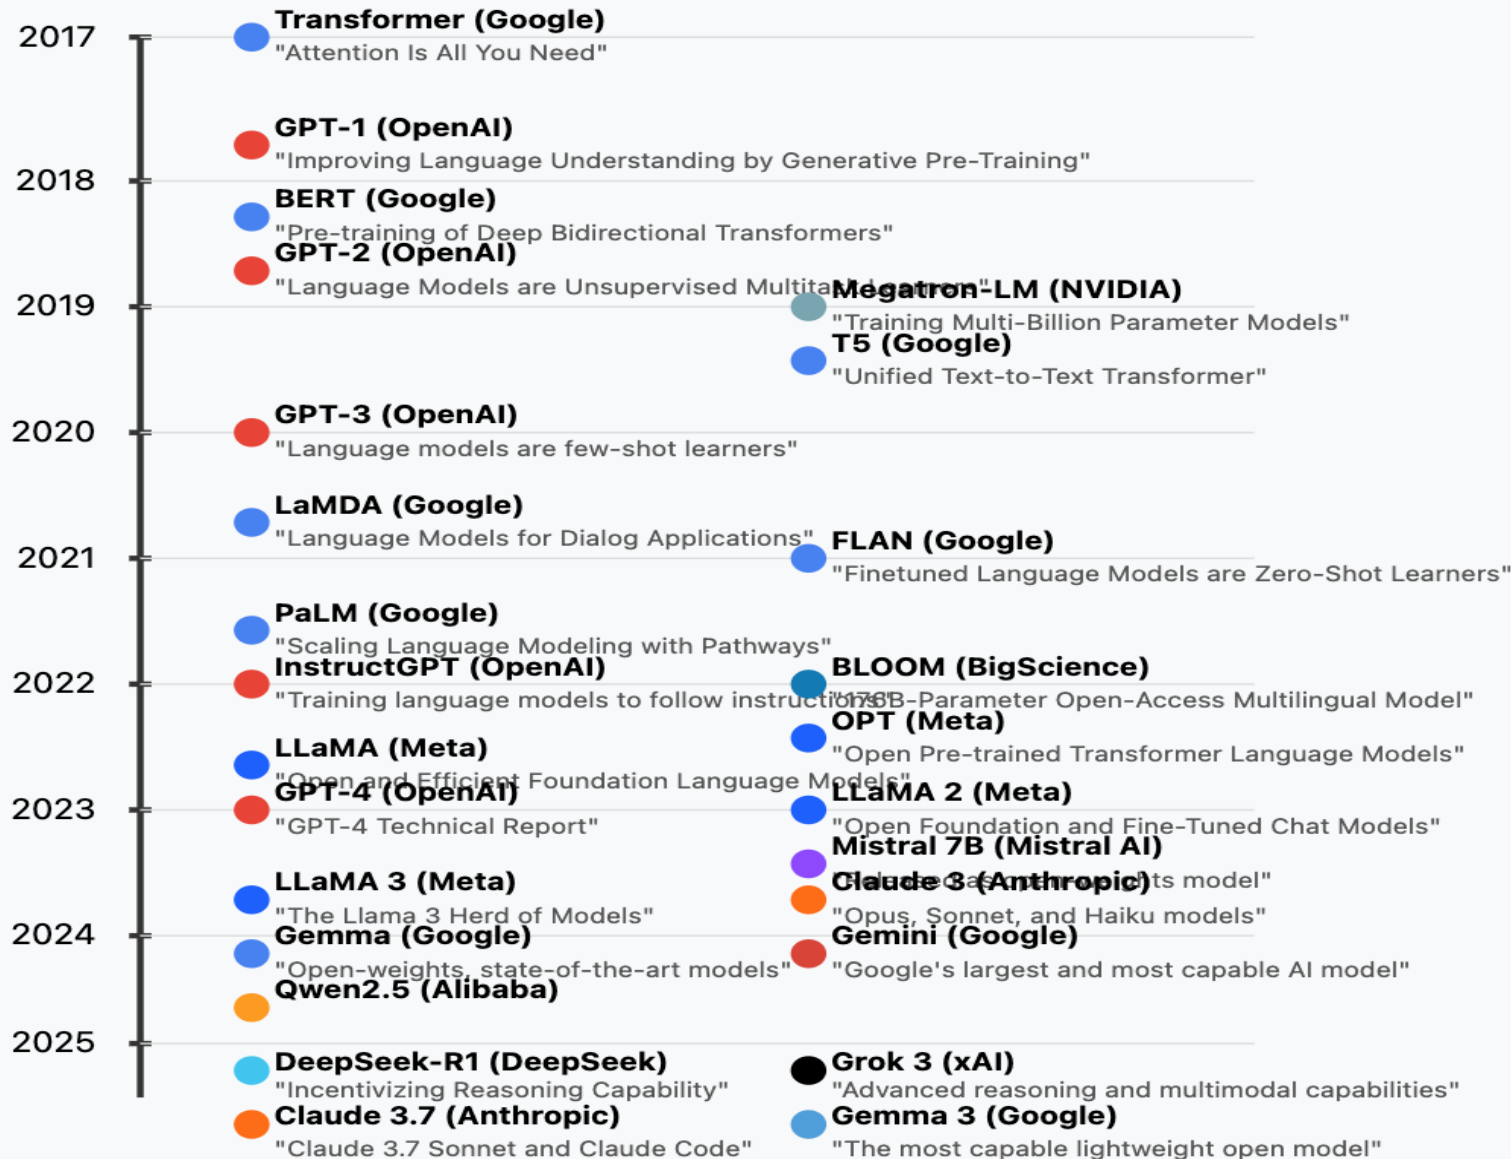 2017
Transformer (Google)
"Attention Is All You Need"
GPT-1 (OpenAI)
"Improving Language Understanding by Generative Pre-Training"
2018
BERT (Google)
"Pre-training of Deep Bidirectional Transformers"
GPT-2 (OpenAI)
"Language Models are Unsupervised Multitask Learners"
2019
Megatron-LM (NVIDIA)
"Training Multi-Billion Parameter Models"
T5 (Google)
"Unified Text-to-Text Transformer"
2020
GPT-3 (OpenAI)
"Language models are few-shot learners"
LaMDA (Google)
"Language Models for Dialog Applications"
2021
FLAN (Google)
"Finetuned Language Models are Zero-Shot Learners"
PaLM (Google)
"Scaling Language Modeling with Pathways"
2022
InstructGPT (OpenAI)
"Training language models to follow instructions"
BLOOM (BigScience)
"176B-Parameter Open-Access Multilingual Model"
OPT (Meta)
"Open Pre-trained Transformer Language Models"
LLaMA (Meta)
"Open and Efficient Foundation Language Models"
2023
GPT-4 (OpenAI)
"GPT-4 Technical Report"
LLaMA 2 (Meta)
"Open Foundation and Fine-Tuned Chat Models"
Mistral 7B (Mistral AI)
"Released as open-weights model"
LLaMA 3 (Meta)
"The Llama 3 Herd of Models"
Claude 3 (Anthropic)
"Opus, Sonnet, and Haiku models"
2024
Gemma (Google)
"Open-weights, state-of-the-art models"
Gemini (Google)
"Google's largest and most capable AI model"
Qwen2.5 (Alibaba)
2025
DeepSeek-R1 (DeepSeek)
"Incentivizing Reasoning Capability"
Grok 3 (xAI)
"Advanced reasoning and multimodal capabilities"
Claude 3.7 (Anthropic)
"Claude 3.7 Sonnet and Claude Code"
Gemma 3 (Google)
"The most capable lightweight open model"